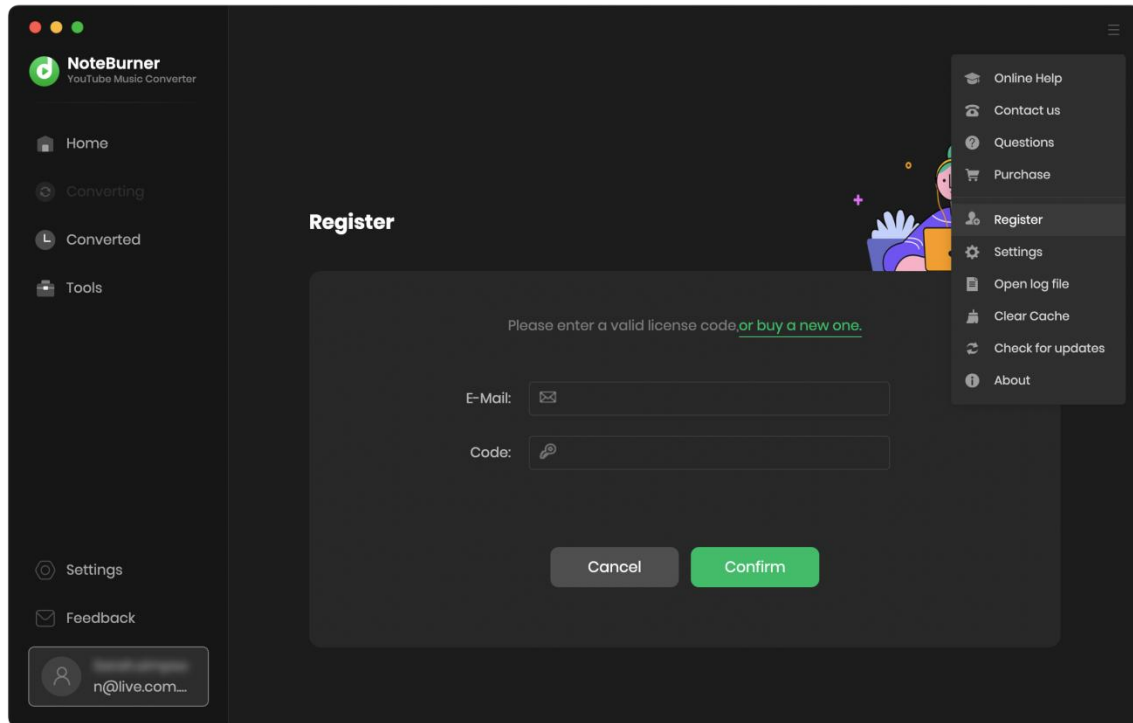 NoteBurner
YouTube Music Converter
Home
Converting
Converted
Tools
Settings
Feedback
n@live.com....
Register
Please enter a valid license code,or buy a new one.
E-Mail:
Code:
Cancel
Confirm
Online Help
Contact us
Questions
Purchase
Register
Settings
Open log file
Clear Cache
Check for updates
About